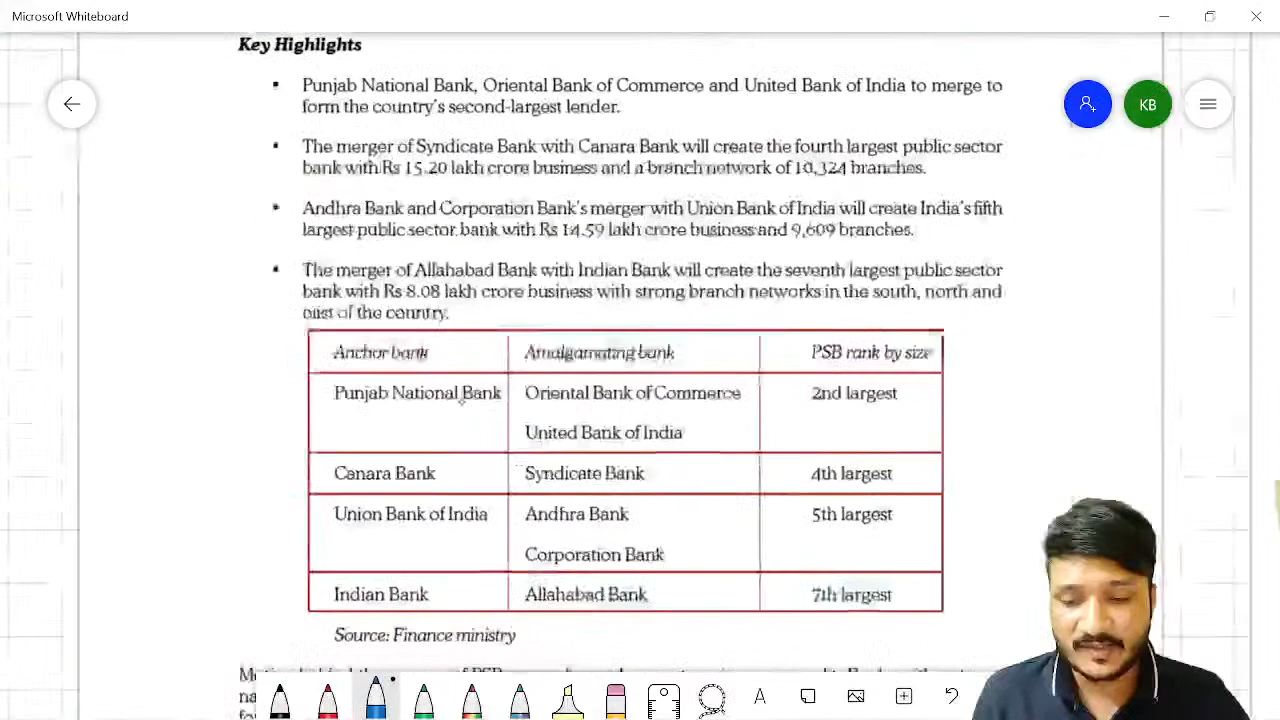 Microsoft Whiteboard
Key Highlights
KB
Punjab National Bank, Oriental Bank of Commerce and United Bank of India to merge to
form the country's second-largest lender.
The merger of Syndicate Bank with Canara Bank will create the fourth largest public sector
bank with Rs 15.20 lakh crore business and a branch network of 10,324 branches.
Andhra Bank and Corporation Bank's merger with Union Bank of India will create India's fifth
largest public sector bank with Rs 14.59 lakh crore business and 9,609 branches.
The merger of Allahabad Bank with Indian Bank will create the seventh largest public sector
bank with Rs 8.08 lakh crore business with strong branch networks in the south, north and
east of the country.
Anchor bank Amalgamating bank PSB rank by size
Punjab National Bank Oriental Bank of Commerce 2nd largest
United Bank of India
Canara Bank Syndicate Bank 4th largest
Union Bank of India Andhra Bank 5th largest
Corporation Bank
Indian Bank Allahabad Bank 7th largest
Source: Finance ministry
A